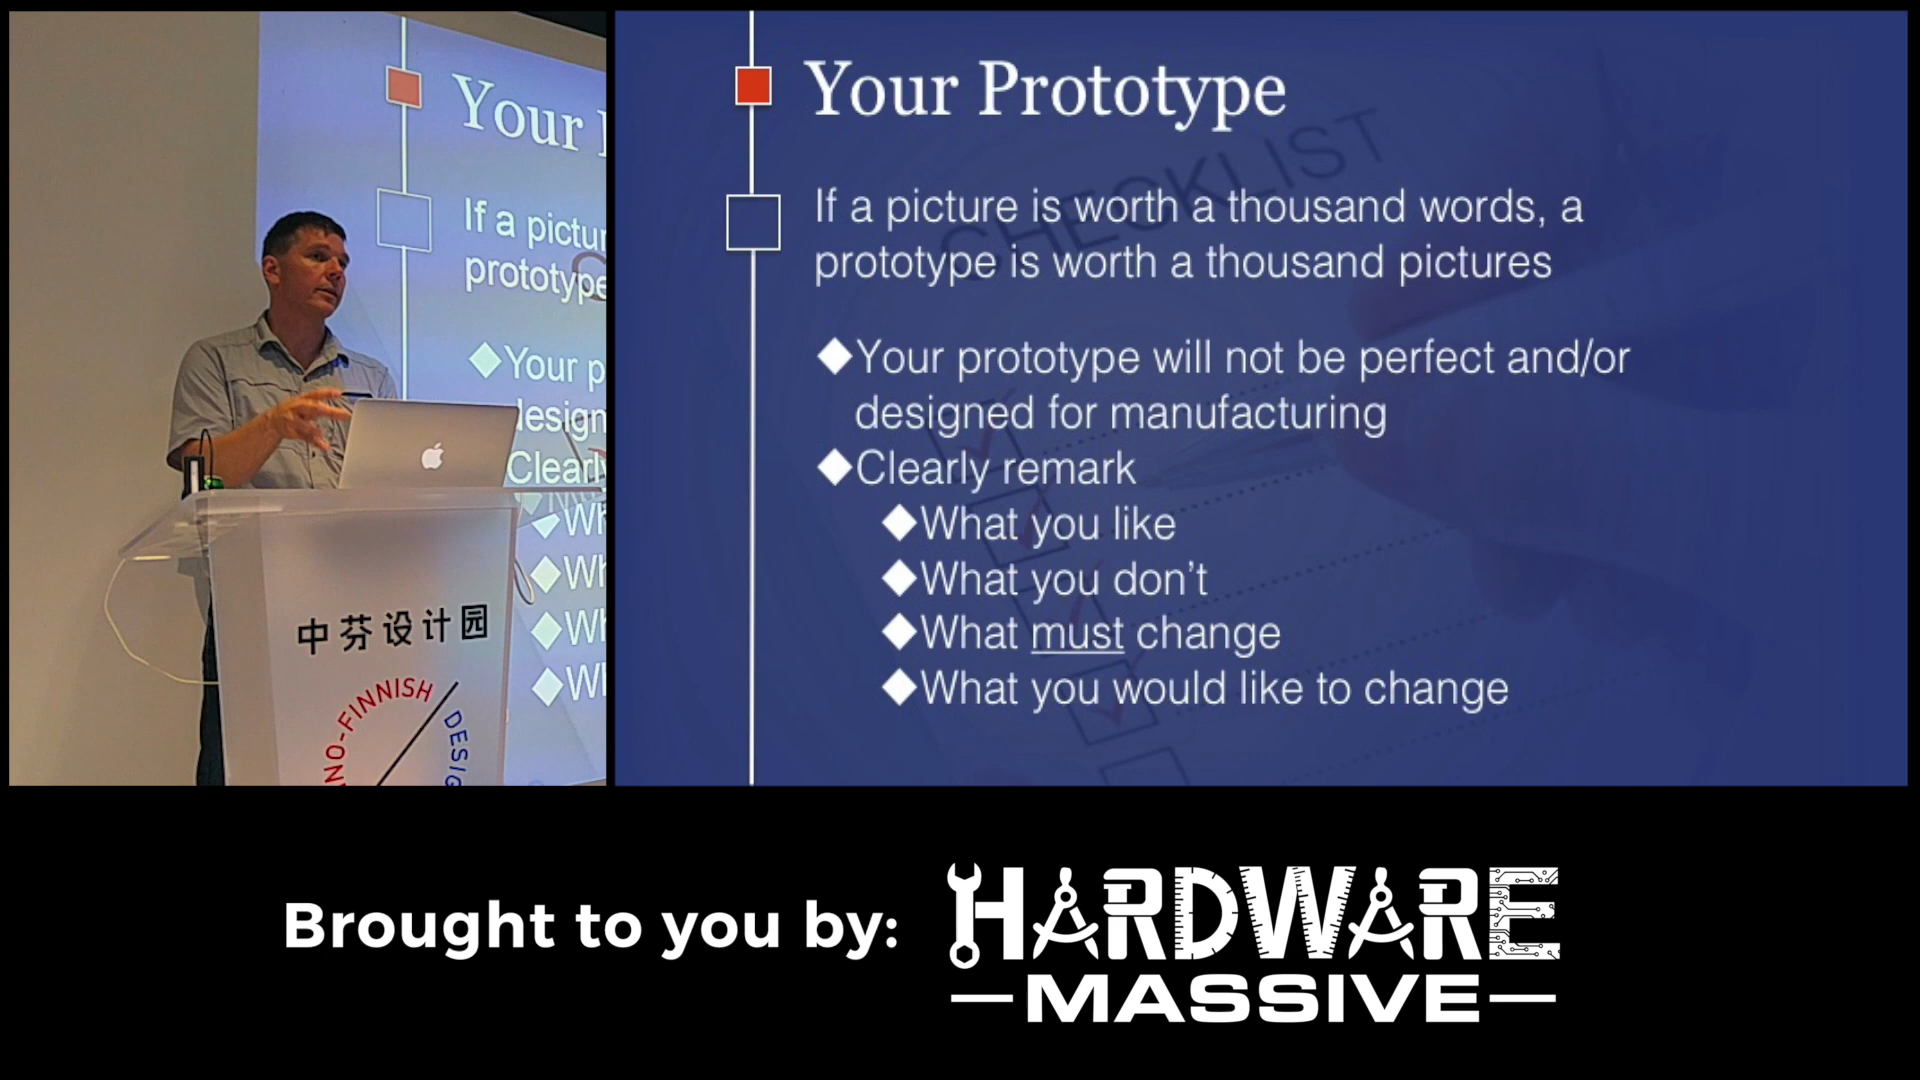 Your
If a pictu
prototype
Your p
design
Clearly
Wh
Wh
Wh
Wh
中芬设计园
NO-FINNISH DESIG
Your Prototype
CHECKLIST
If a picture is worth a thousand words, a
prototype is worth a thousand pictures
Your prototype will not be perfect and/or
designed for manufacturing
Clearly remark
What you like
What you don’t
What must change
What you would like to change
Brought to you by:
HARDWARE
MASSIVE